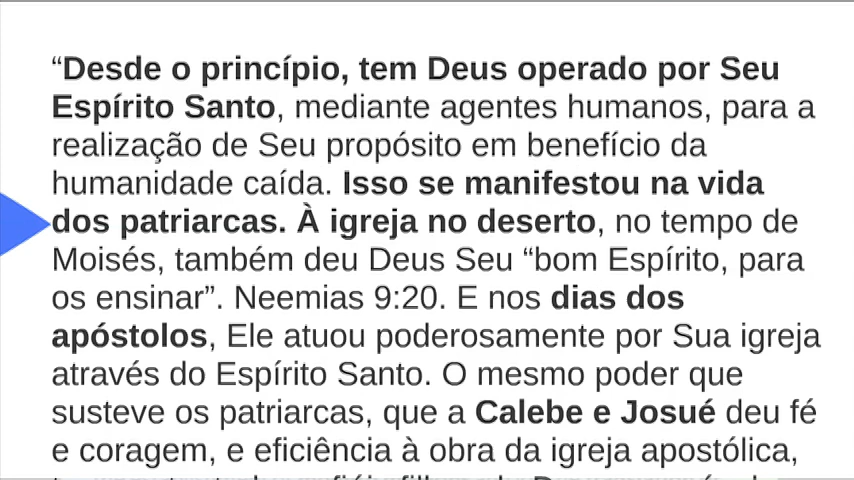 “Desde o princípio, tem Deus operado por Seu
Espírito Santo, mediante agentes humanos, para a
realização de Seu propósito em benefício da
humanidade caída. Isso se manifestou na vida
dos patriarcas. À igreja no deserto, no tempo de
Moisés, também deu Deus Seu “bom Espírito, para
os ensinar”. Neemias 9:20. E nos dias dos
apóstolos, Ele atuou poderosamente por Sua igreja
através do Espírito Santo. O mesmo poder que
susteve os patriarcas, que a Calebe e Josué deu fé
e coragem, e eficiência à obra da igreja apostólica,